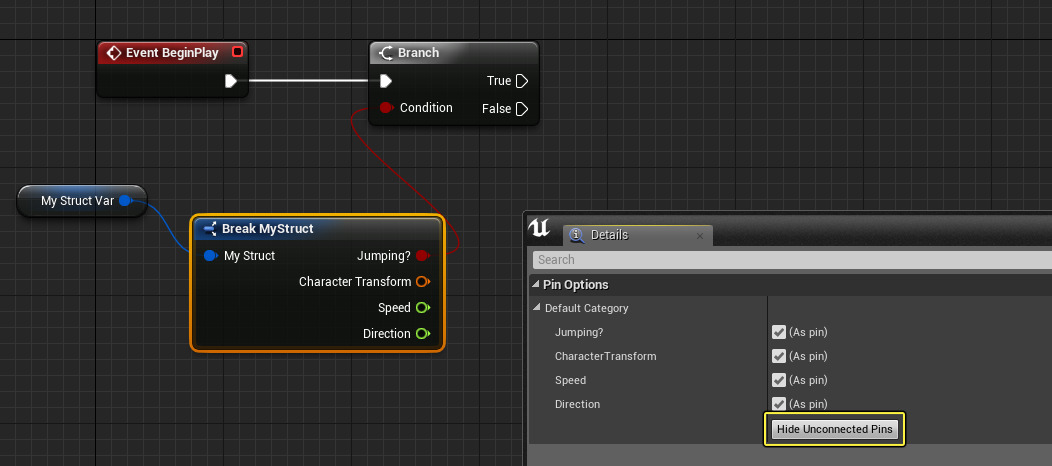 Event BeginPlay
Branch
True
Condition
False
My Struct Var
Break MyStruct
My Struct
Jumping?
Character Transform
Speed
Direction
Details
Search
Pin Options
Default Category
Jumping? (As pin)
CharacterTransform (As pin)
Speed (As pin)
Direction (As pin)
Hide Unconnected Pins